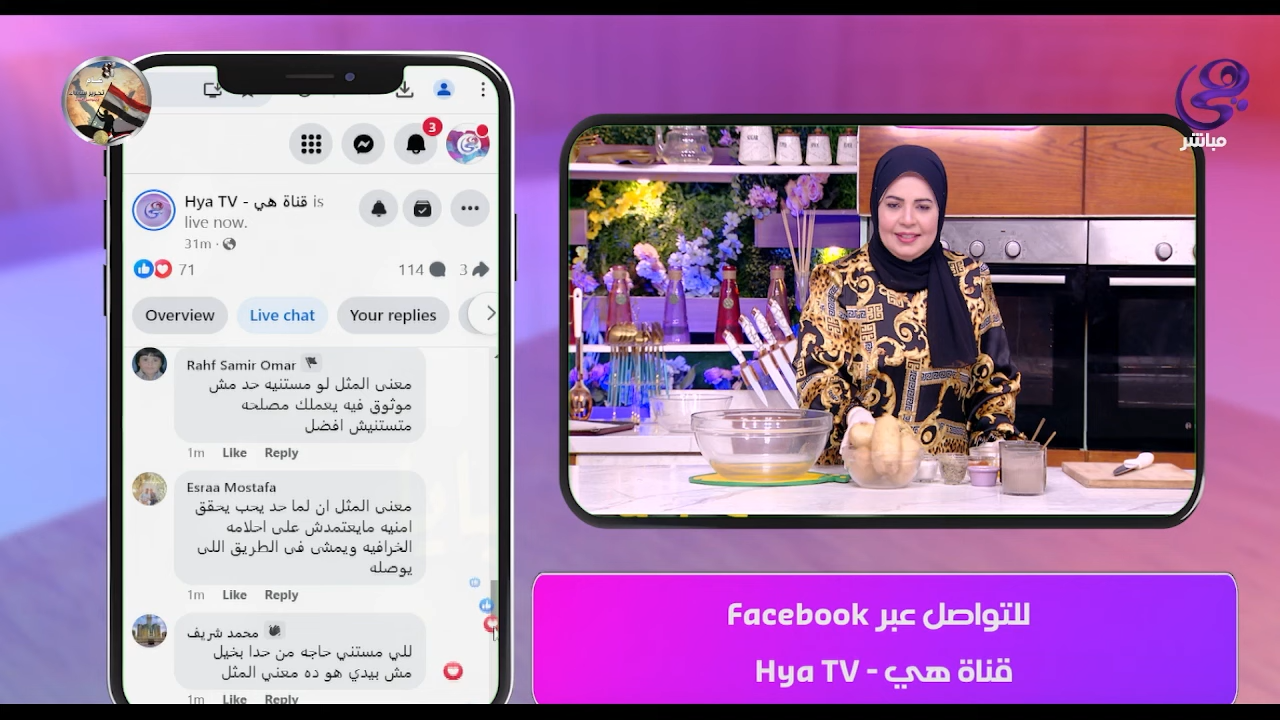 3
Hya TV - قناة هي is
live now.
31m
71
114
3
Overview
Live chat
Your replies
Rahf Samir Omar
معنى المثل لو مستنيه حد مش
موثوق فيه يعملك مصلحه
متستنيش افضل
1m Like Reply
Esraa Mostafa
معنى المثل ان لما حد يحب يحقق
امنيه مايعتمدش على احلامه
الخرافيه ويمشى فى الطريق اللى
يوصله
1m Like Reply
محمد شريف
للي مستني حاجه من حدا بخيل
مش بيدي هو ده معني المثل
1m Like Reply
هي
مباشر
للتواصل عبر Facebook
Hya TV - قناة هي